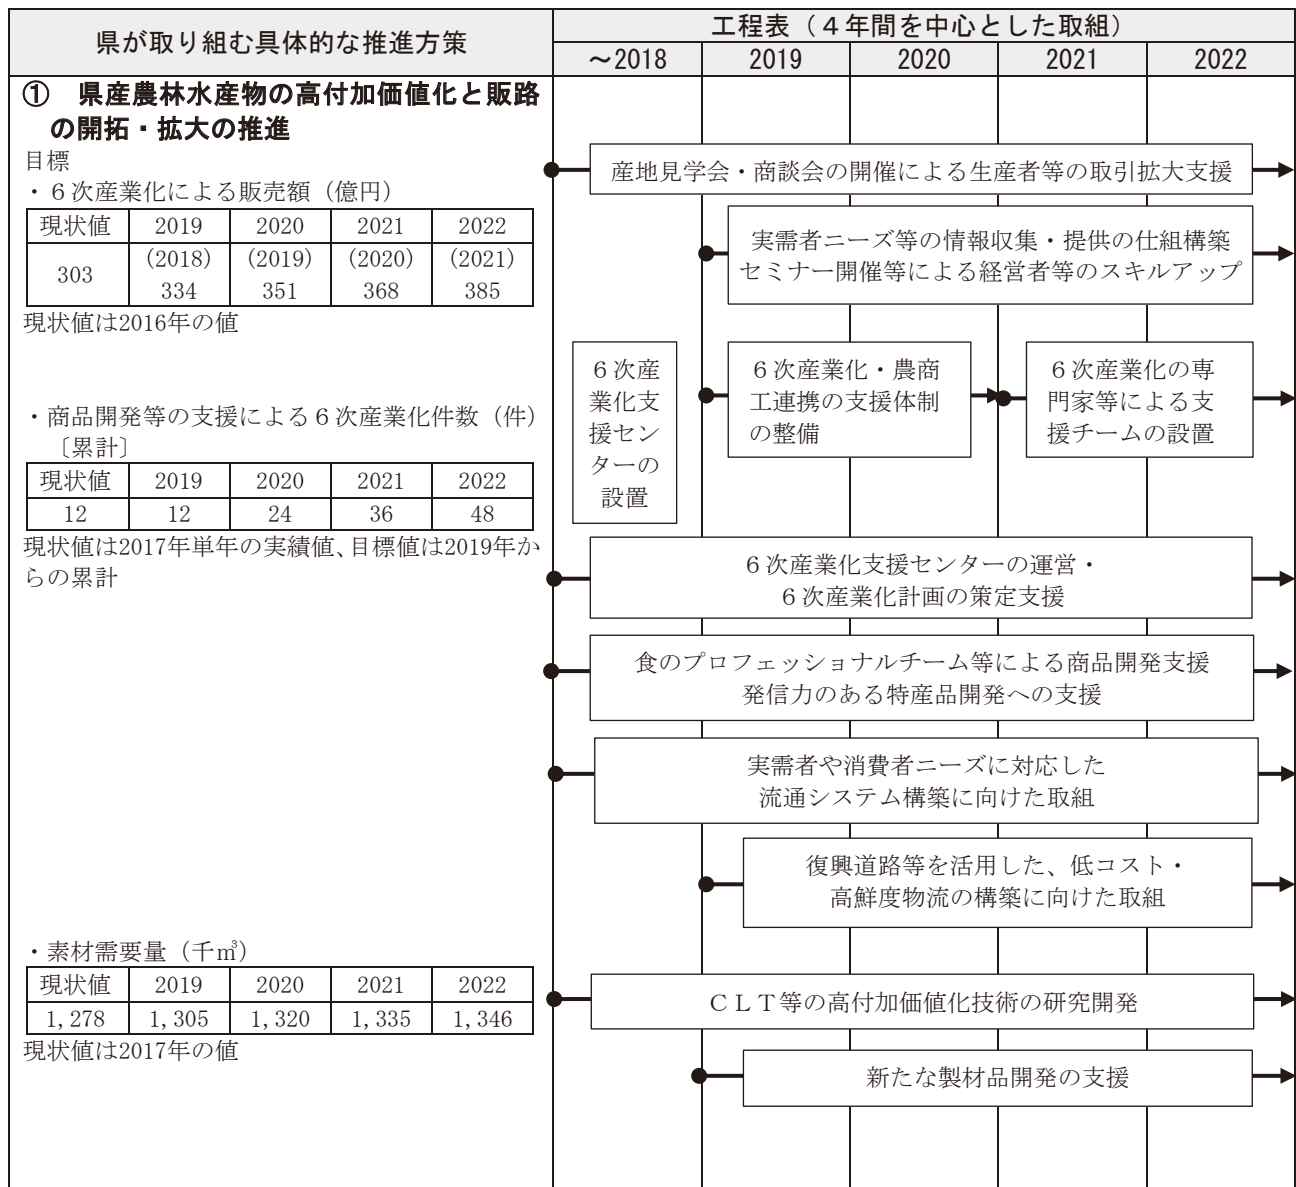 県が取り組む具体的な推進方策
工程表（４年間を中心とした取組）
～2018 2019 2020 2021 2022
① 県産農林水産物の高付加価値化と販路
の開拓・拡大の推進
目標
・６次産業化による販売額（億円）
現状値 2019 2020 2021 2022
303 (2018) (2019) (2020) (2021)
334 351 368 385
現状値は2016年の値
・商品開発等の支援による６次産業化件数（件）
〔累計〕
現状値 2019 2020 2021 2022
12 12 24 36 48
現状値は2017年単年の実績値、目標値は2019年か
らの累計
・素材需要量（千㎥）
現状値 2019 2020 2021 2022
1,278 1,305 1,320 1,335 1,346
現状値は2017年の値
産地見学会・商談会の開催による生産者等の取引拡大支援
実需者ニーズ等の情報収集・提供の仕組構築
セミナー開催等による経営者等のスキルアップ
６次産
業化支
援セン
ターの
設置
６次産業化・農商
工連携の支援体制
の整備
６次産業化の専
門家等による支
援チームの設置
６次産業化支援センターの運営・
６次産業化計画の策定支援
食のプロフェッショナルチーム等による商品開発支援
発信力のある特産品開発への支援
実需者や消費者ニーズに対応した
流通システム構築に向けた取組
復興道路等を活用した、低コスト・
高鮮度物流の構築に向けた取組
ＣＬＴ等の高付加価値化技術の研究開発
新たな製材品開発の支援